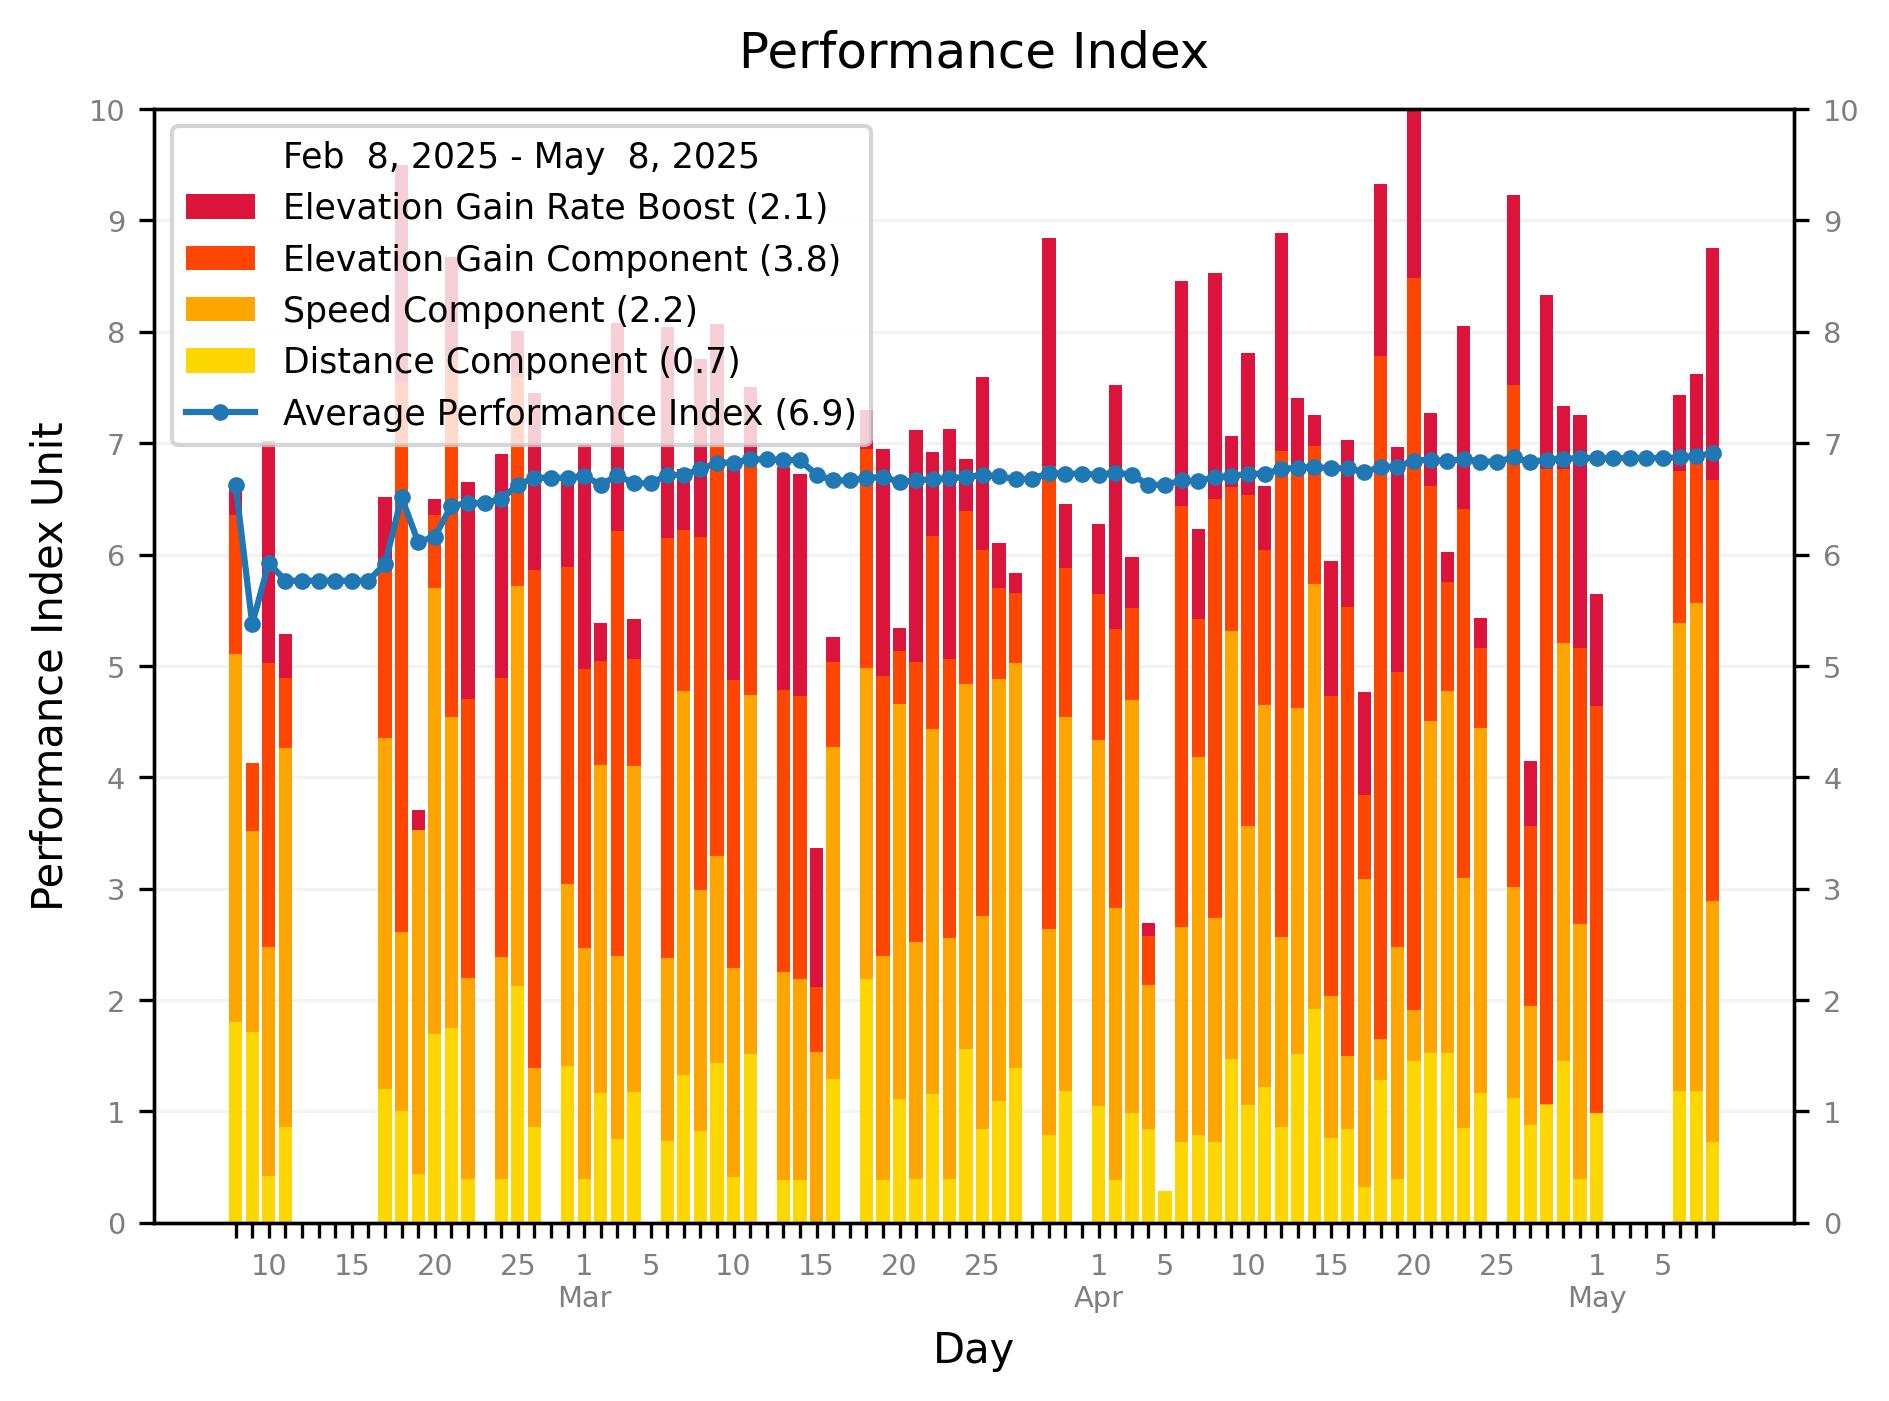 Performance Index
Feb  8, 2025 - May  8, 2025
Elevation Gain Rate Boost (2.1)
Elevation Gain Component (3.8)
Speed Component (2.2)
Distance Component (0.7)
Average Performance Index (6.9)
Performance Index Unit
10
9
8
7
6
5
4
3
2
1
0
10
9
8
7
6
5
4
3
2
1
0
10 15 20 25 1 5 10 15 20 25 1 5 10 15 20 25 1 5
Mar Apr May
Day